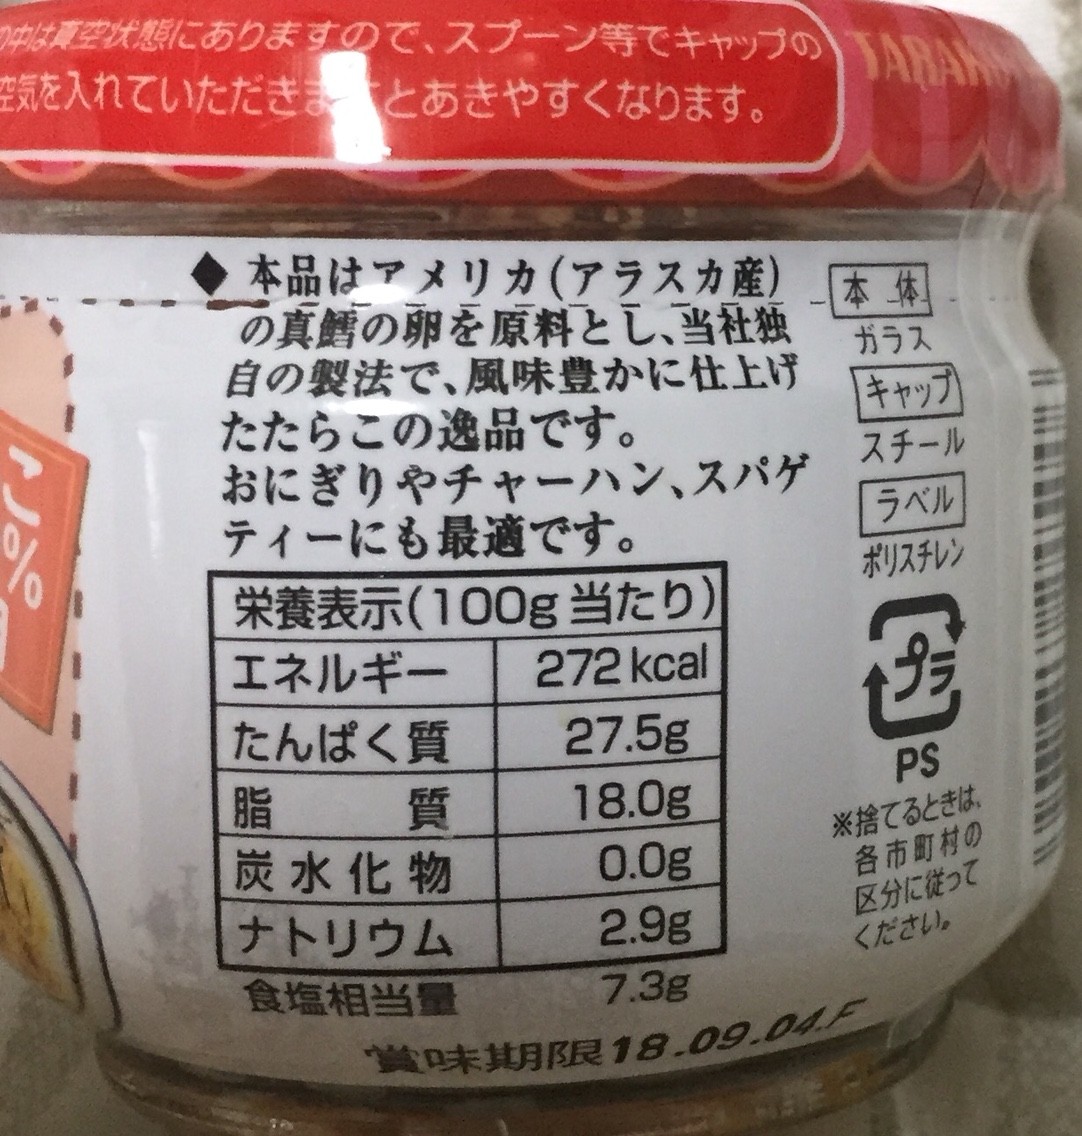 の中は真空状態にありますので、スプーン等でキャップの
空気を入れていただきま とあきやすくなります。
◆本品はアメリカ(アラスカ産)
の真鱈の卵を原料とし、当社独
自の製法で、風味豊かに仕上げ
たたらこの逸品です。
おにぎりやチャーハン、スパゲ
ティーにも最適です。
栄養表示(100g当たり)
エネルギー 272kcal
たんぱく質 27.5g
脂質 18.0g
炭水化物 0.0g
ナトリウム 2.9g
食塩相当量 7.3g
賞味期限18.09.04.F
本体
ガラス
キャップ
スチール
ラベル
ポリスチレン
プラ
PS
※捨てるときは、
各市町村の
区分に従って
ください。
こ
%